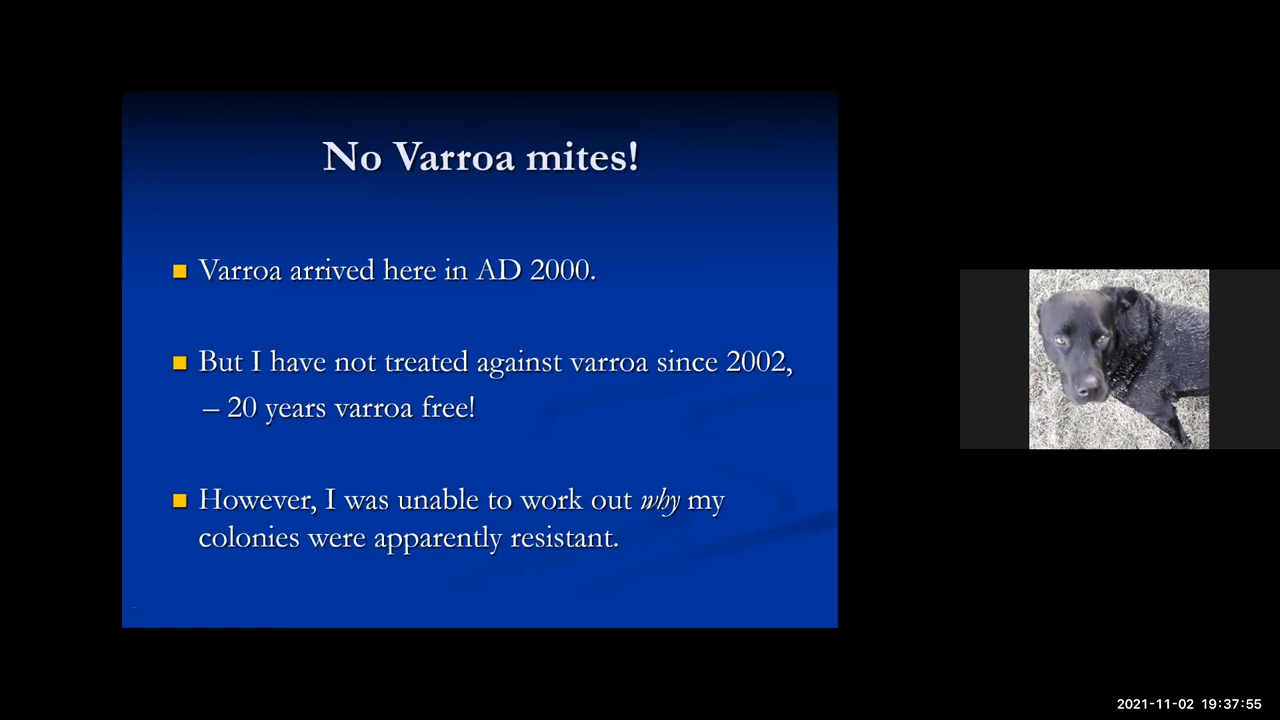 No Varroa mites!
Varroa arrived here in AD 2000.
But I have not treated against varroa since 2002,
– 20 years varroa free!
However, I was unable to work out why my
colonies were apparently resistant.
2021-11-02 19:37:55